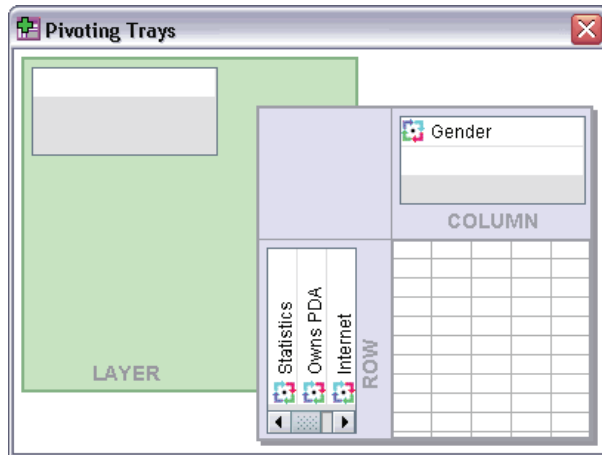 Pivoting Trays
Gender
COLUMN
Statistics
Owns PDA
Internet
ROW
LAYER